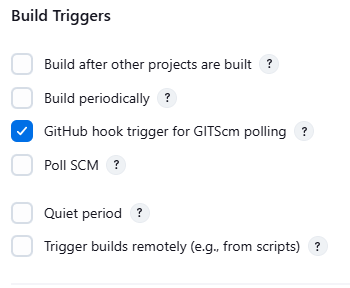 Build Triggers
Build after other projects are built ?
Build periodically ?
GitHub hook trigger for GITScm polling ?
Poll SCM ?
Quiet period ?
Trigger builds remotely (e.g., from scripts) ?